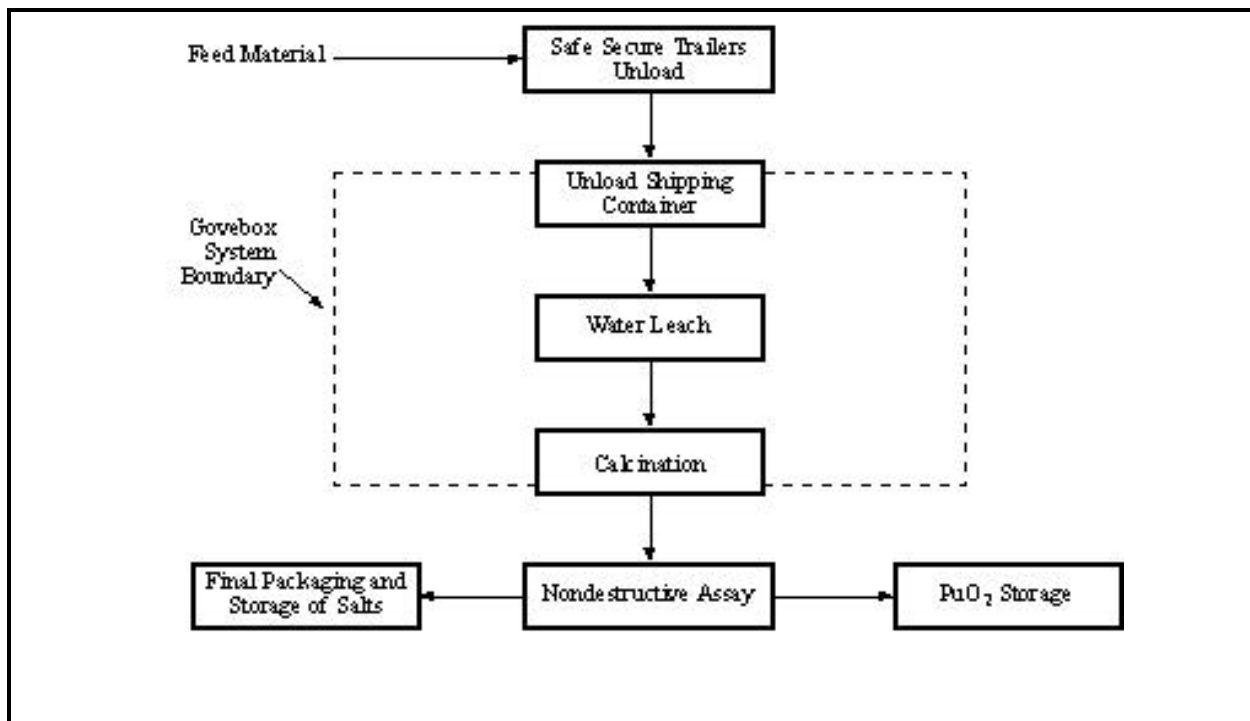 Feed Material
Safe Secure Trailers
Unload
Unload Shipping
Container
Govebox
System
Boundary
Water Leach
Calcination
Final Packaging and
Storage of Salts
Nondestructive Assay
PuO₂ Storage